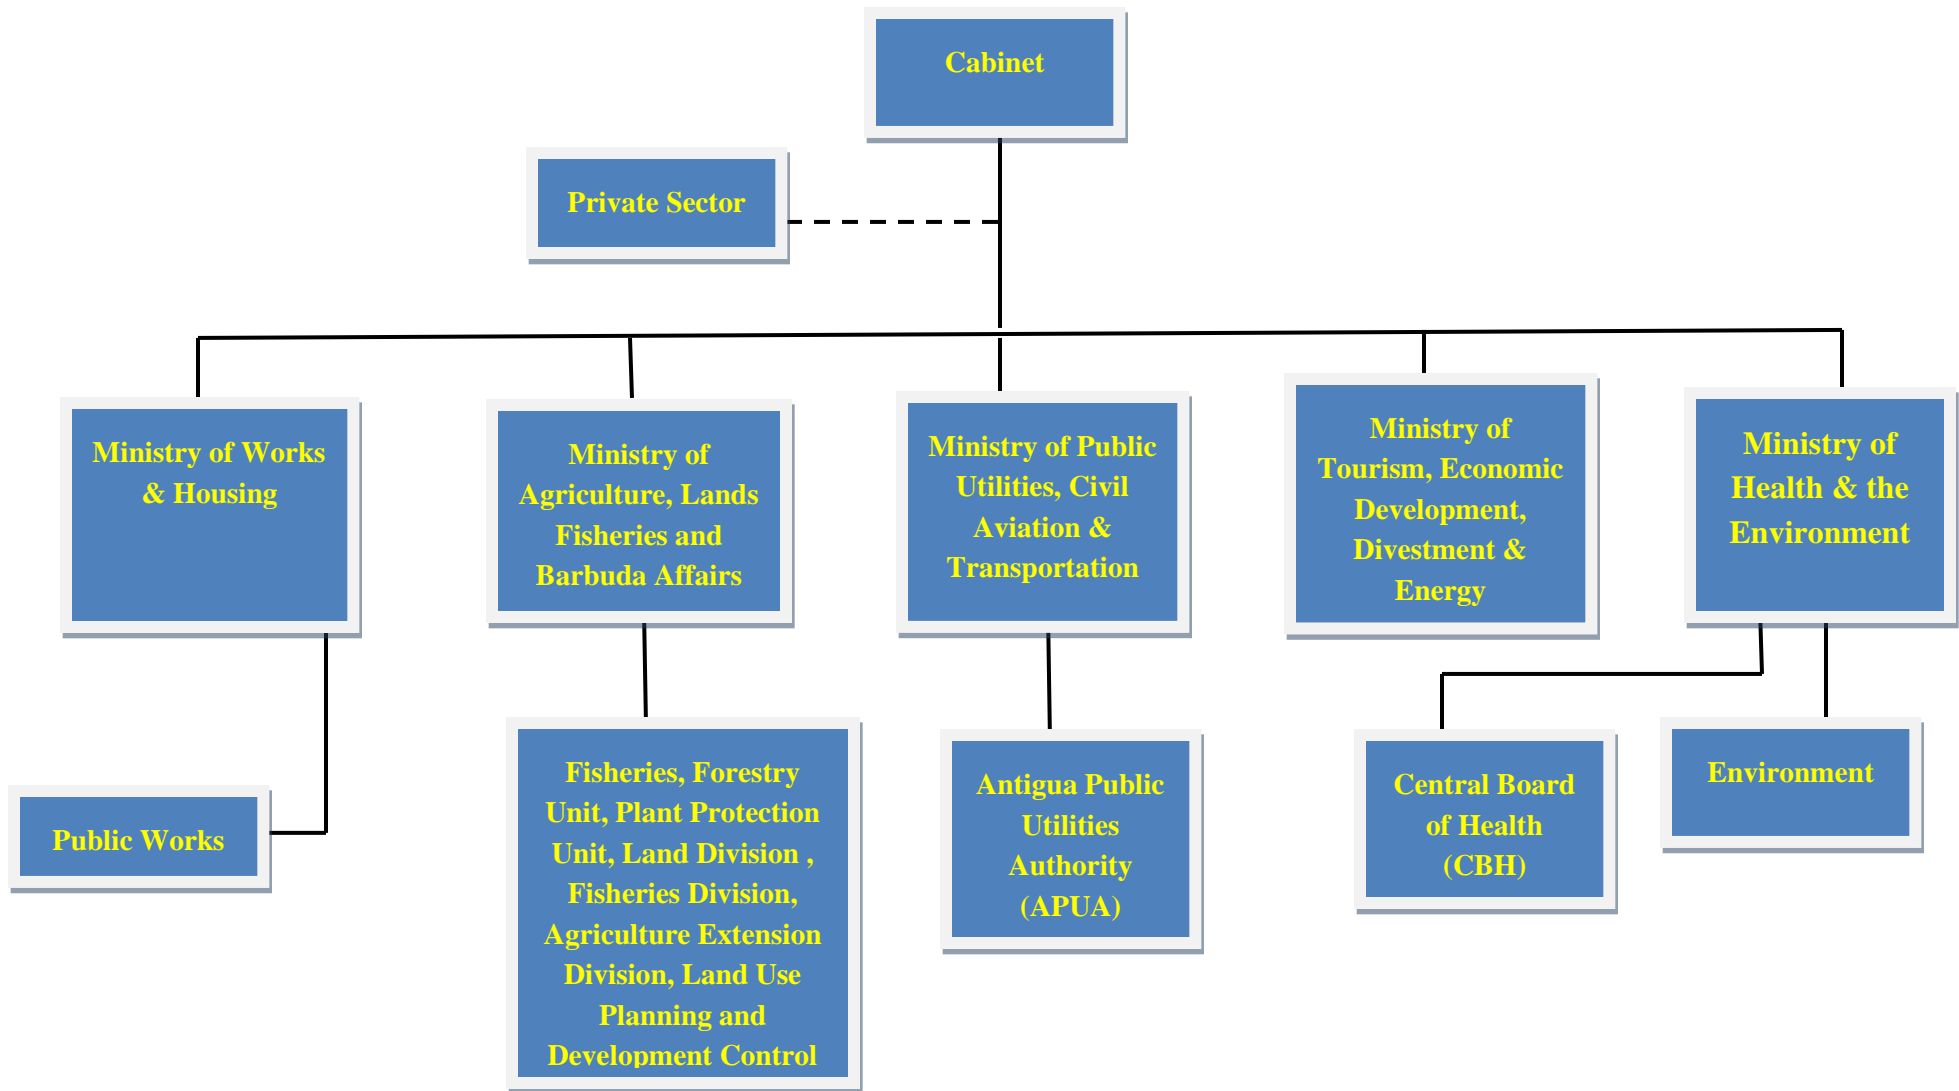 Cabinet
Private Sector
Ministry of Works
& Housing
Ministry of
Agriculture, Lands
Fisheries and
Barbuda Affairs
Ministry of Public
Utilities, Civil
Aviation &
Transportation
Ministry of
Tourism, Economic
Development,
Divestment &
Energy
Ministry of
Health & the
Environment
Public Works
Fisheries, Forestry
Unit, Plant Protection
Unit, Land Division ,
Fisheries Division,
Agriculture Extension
Division, Land Use
Planning and
Development Control
Antigua Public
Utilities
Authority
(APUA)
Central Board
of Health
(CBH)
Environment